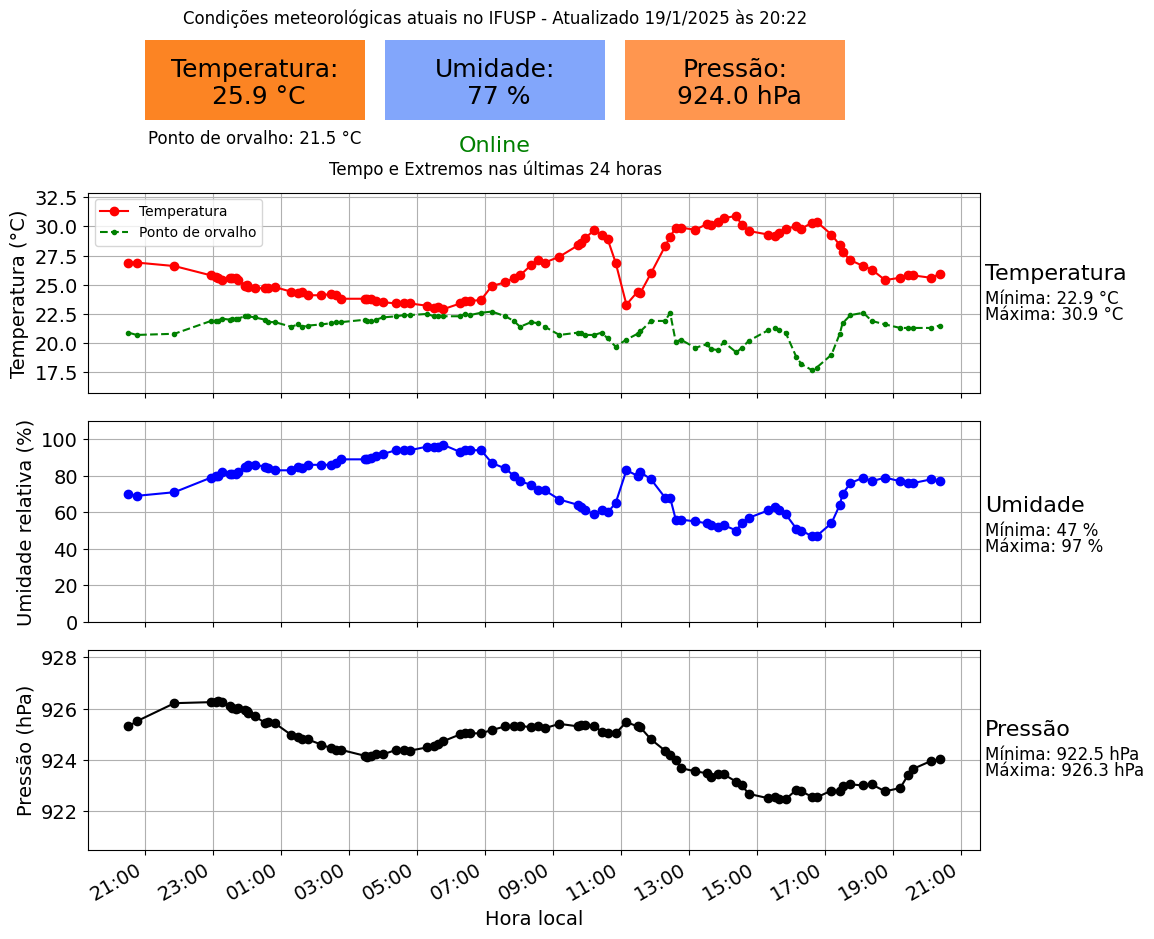 Condições meteorológicas atuais no IFUSP - Atualizado 19/1/2025 às 20:22
Temperatura:
25.9 °C
Umidade:
77 %
Pressão:
924.0 hPa
Ponto de orvalho: 21.5 °C
Online
Tempo e Extremos nas últimas 24 horas
Temperatura (°C)
32.5
30.0
27.5
25.0
22.5
20.0
17.5
Temperatura
Ponto de orvalho
Temperatura
Mínima: 22.9 °C
Máxima: 30.9 °C
Umidade relativa (%)
100
80
60
40
20
0
Umidade
Mínima: 47 %
Máxima: 97 %
Pressão (hPa)
928
926
924
922
Pressão
Mínima: 922.5 hPa
Máxima: 926.3 hPa
21:00
23:00
01:00
03:00
05:00
07:00
09:00
11:00
13:00
15:00
17:00
19:00
21:00
Hora local